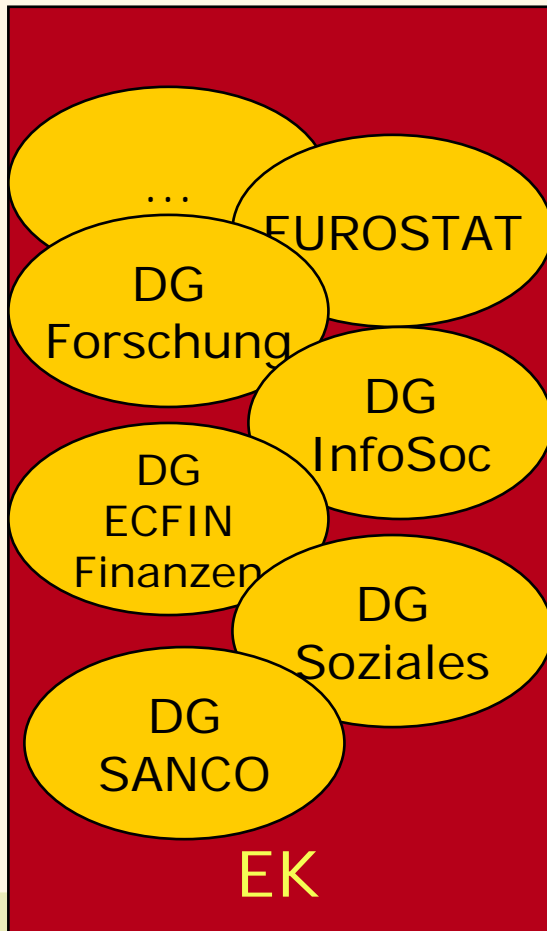 ...
EUROSTAT
DG
Forschung
DG
InfoSoc
DG
ECFIN
Finanzen
DG
Soziales
DG
SANCO
EK